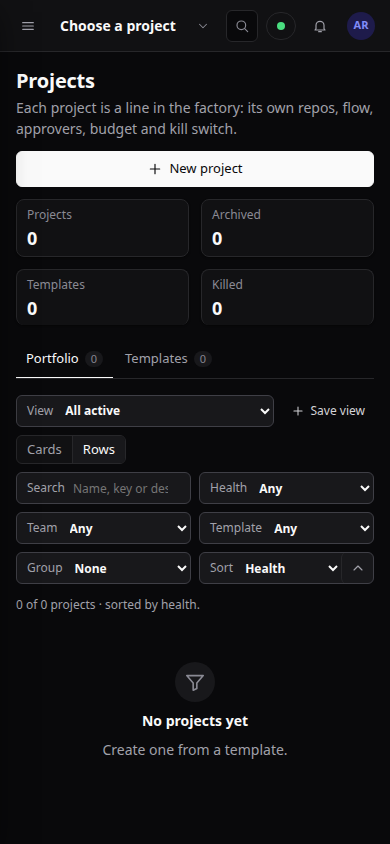 Choose a project
AR
Projects
Each project is a line in the factory: its own repos, flow,
approvers, budget and kill switch.
New project
Projects
0
Archived
0
Templates
0
Killed
0
Portfolio 0
Templates 0
View All active
Save view
Cards Rows
Search Name, key or des
Health Any
Team Any
Template Any
Group None
Sort Health
0 of 0 projects · sorted by health.
No projects yet
Create one from a template.